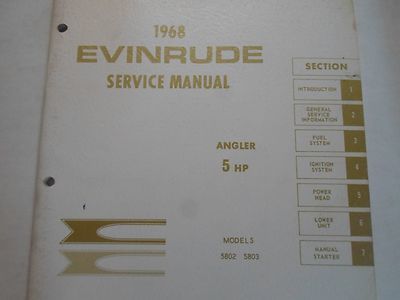 1968
EVINRUDE
SERVICE MANUAL
ANGLER
5 HP
MODELS
5802 5803
SECTION
INTRODUCTION 1
GENERAL
SERVICE
INFORMATION 2
FUEL
SYSTEM 3
IGNITION
SYSTEM 4
POWER
HEAD 5
LOWER
UNIT 6
MANUAL
STARTER 7